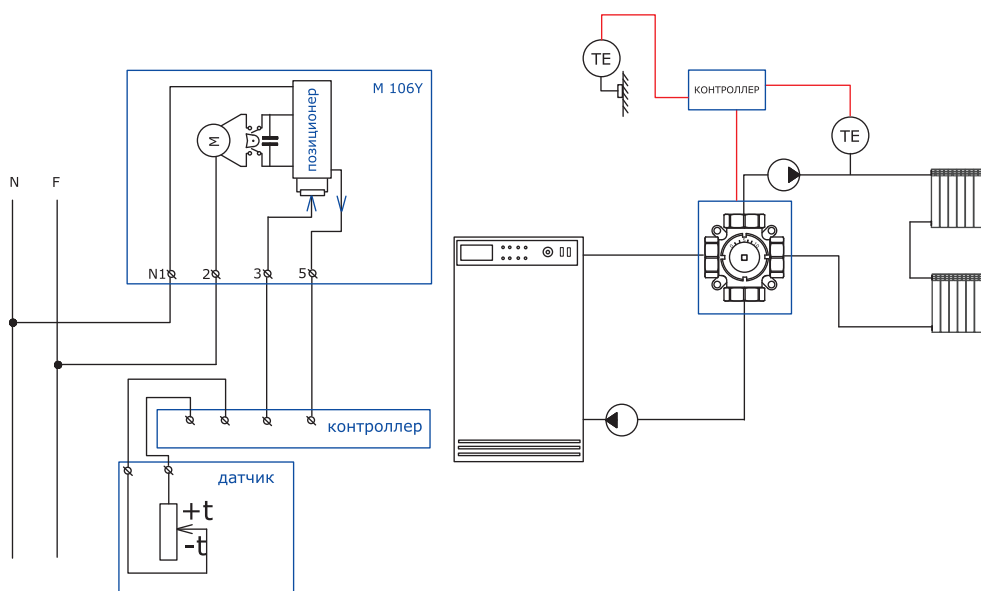 TE
КОНТРОЛЛЕР
TE
M 106Y
позиционер
M
N F
N1 2 3 5
контроллер
датчик
+t
-t